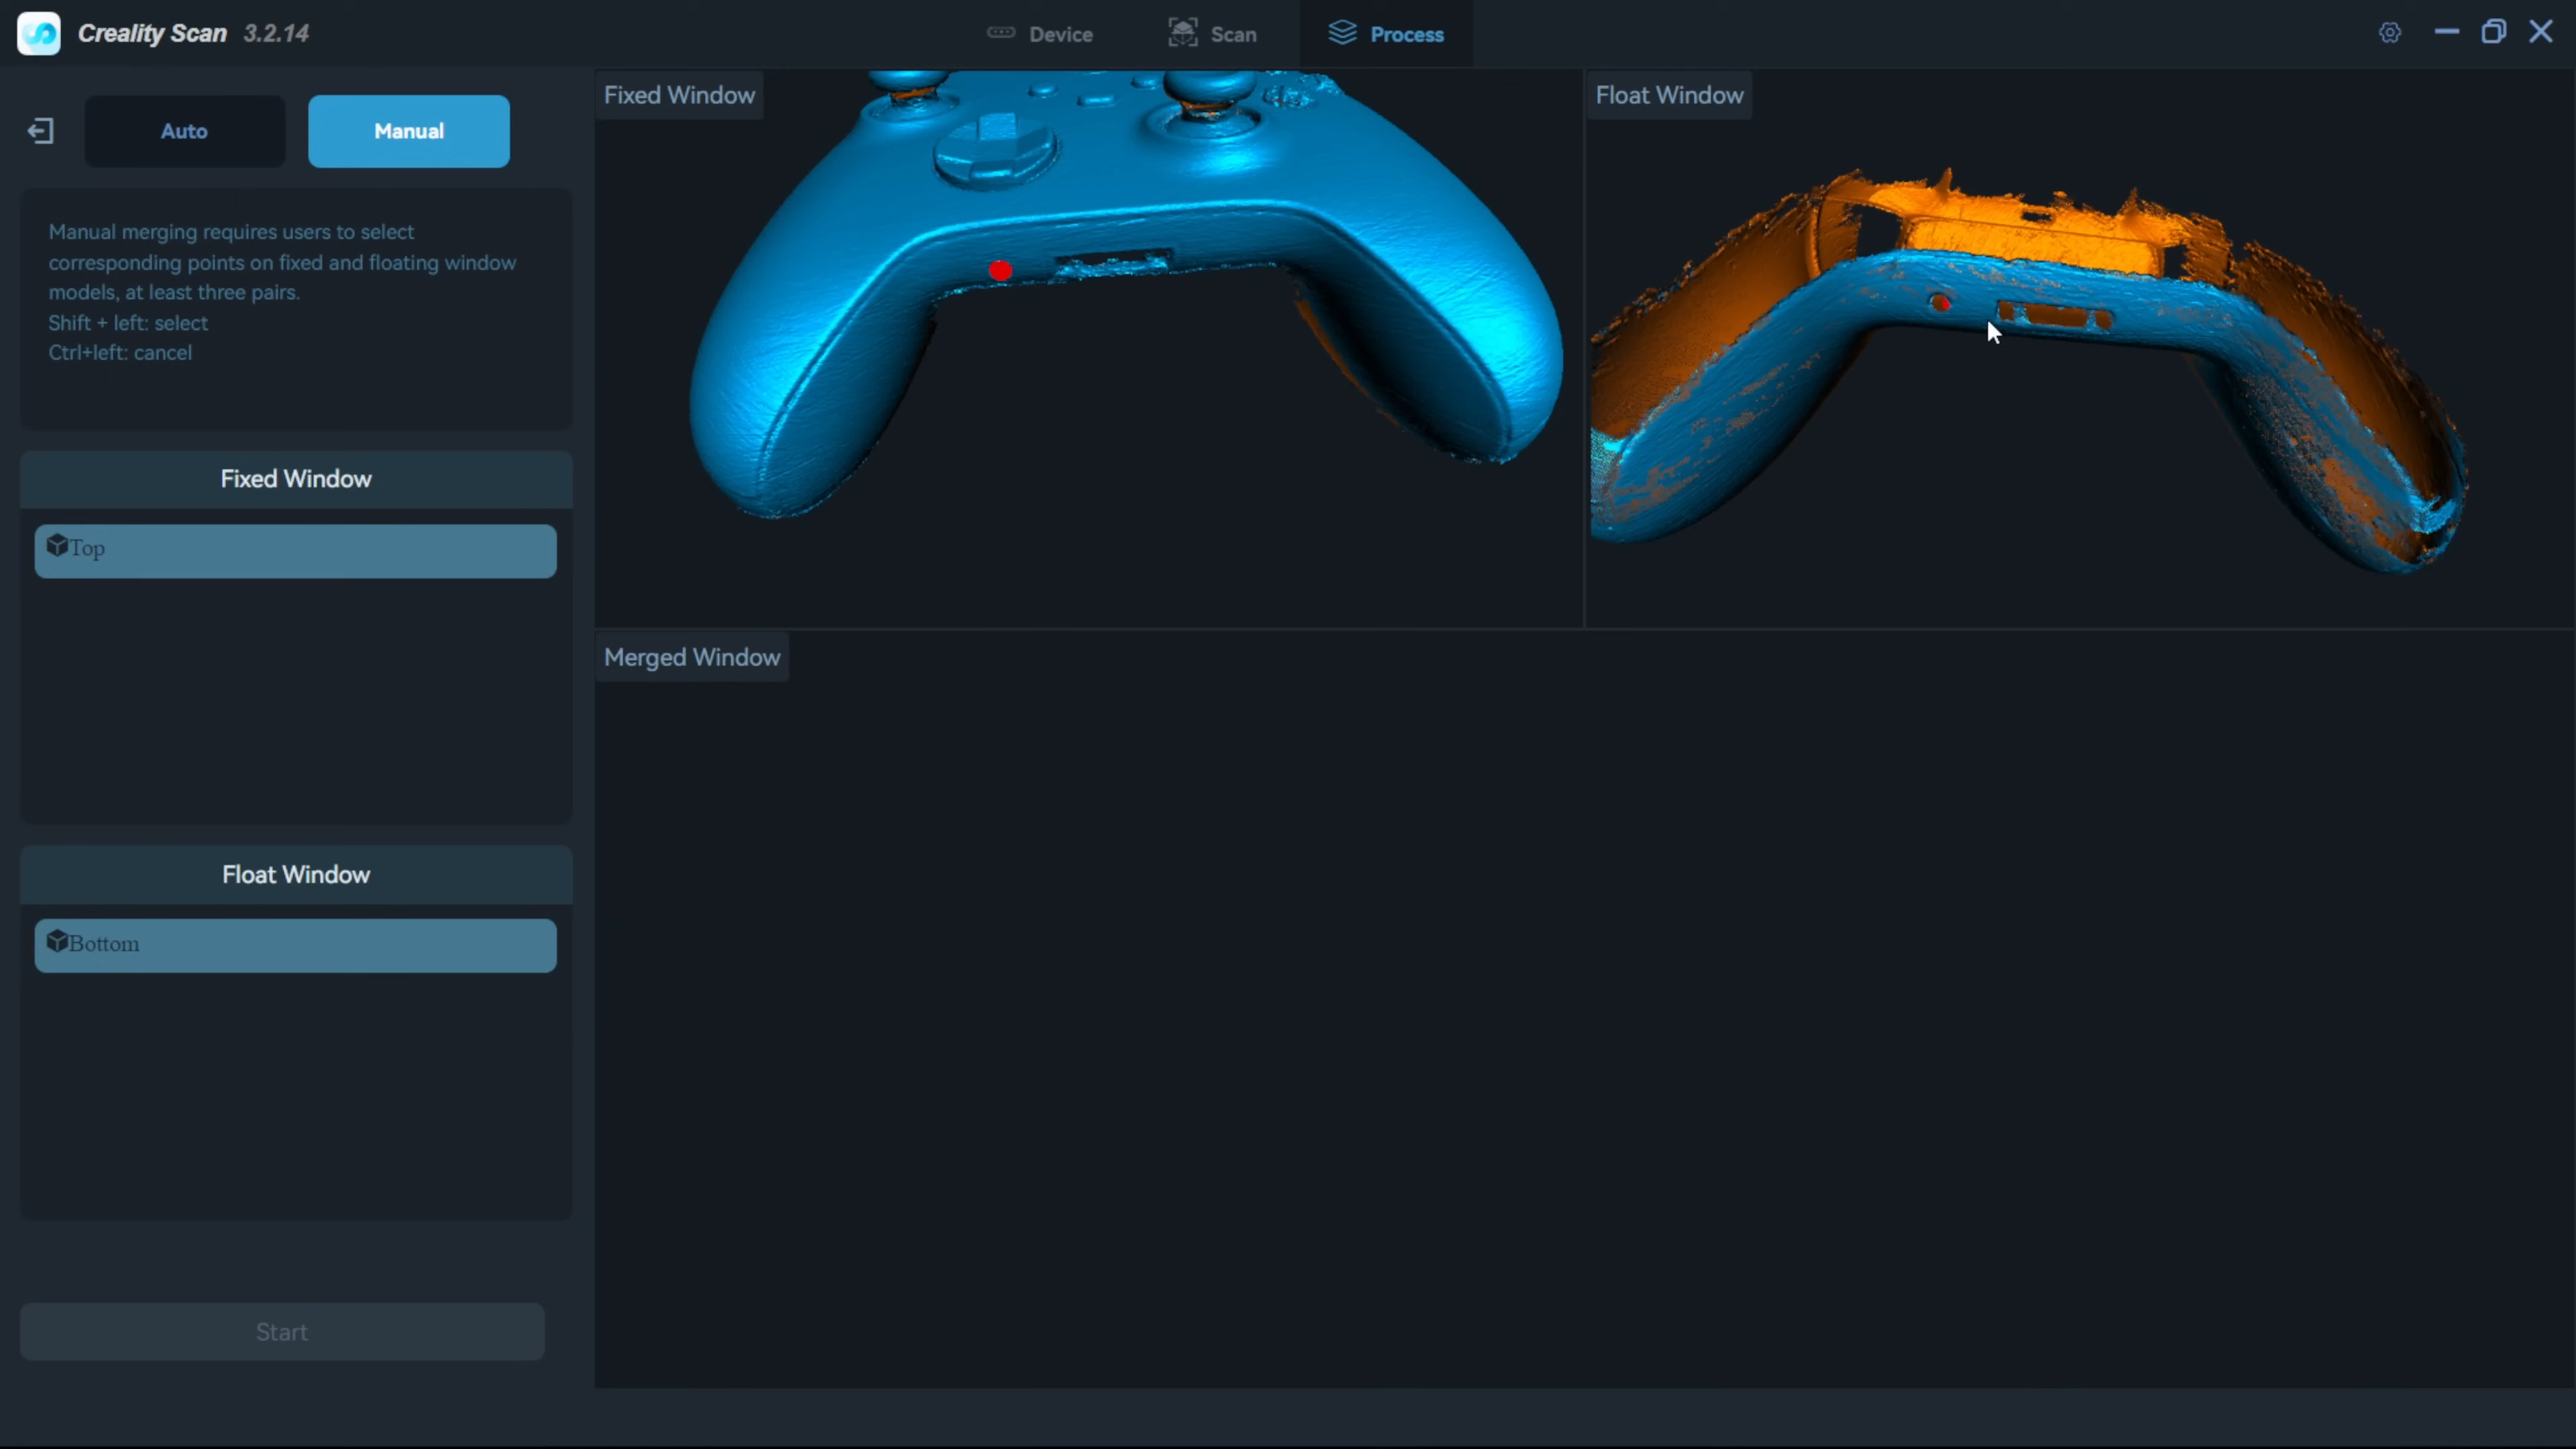 Creality Scan 3.2.14
Device
Scan
Process
Auto
Manual
Manual merging requires users to select
corresponding points on fixed and floating window
models, at least three pairs.
Shift + left: select
Ctrl+left: cancel
Fixed Window
Top
Float Window
Bottom
Start
Fixed Window
Float Window
Merged Window